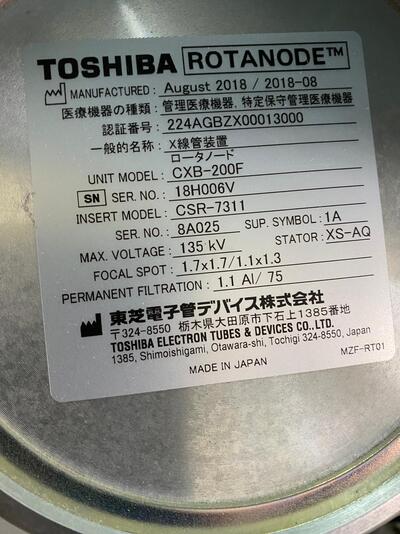 TOSHIBA ROTANODE™
MANUFACTURED : August 2018 / 2018-08
医療機器の種類 : 管理医療機器, 特定保守管理医療機器
認証番号 : 224AGBZX00013000
一般的名称 : X線管装置
ロータノード
UNIT MODEL : CXB-200F
SN SER. NO. : 18H006V
INSERT MODEL : CSR-7311
SER. NO. : 8A025 SUP. SYMBOL : 1A
MAX. VOLTAGE : 135 kV STATOR : XS-AQ
FOCAL SPOT : 1.7x1.7/1.1x1.3
PERMANENT FILTRATION : 1.1 Al/ 75
東芝電子管デバイス株式会社
〒324-8550 栃木県大田原市下石上1385番地
TOSHIBA ELECTRON TUBES & DEVICES CO.,LTD.
1385, Shimoishigami, Otawara-shi, Tochigi 324-8550, Japan
MADE IN JAPAN MZF-RT01